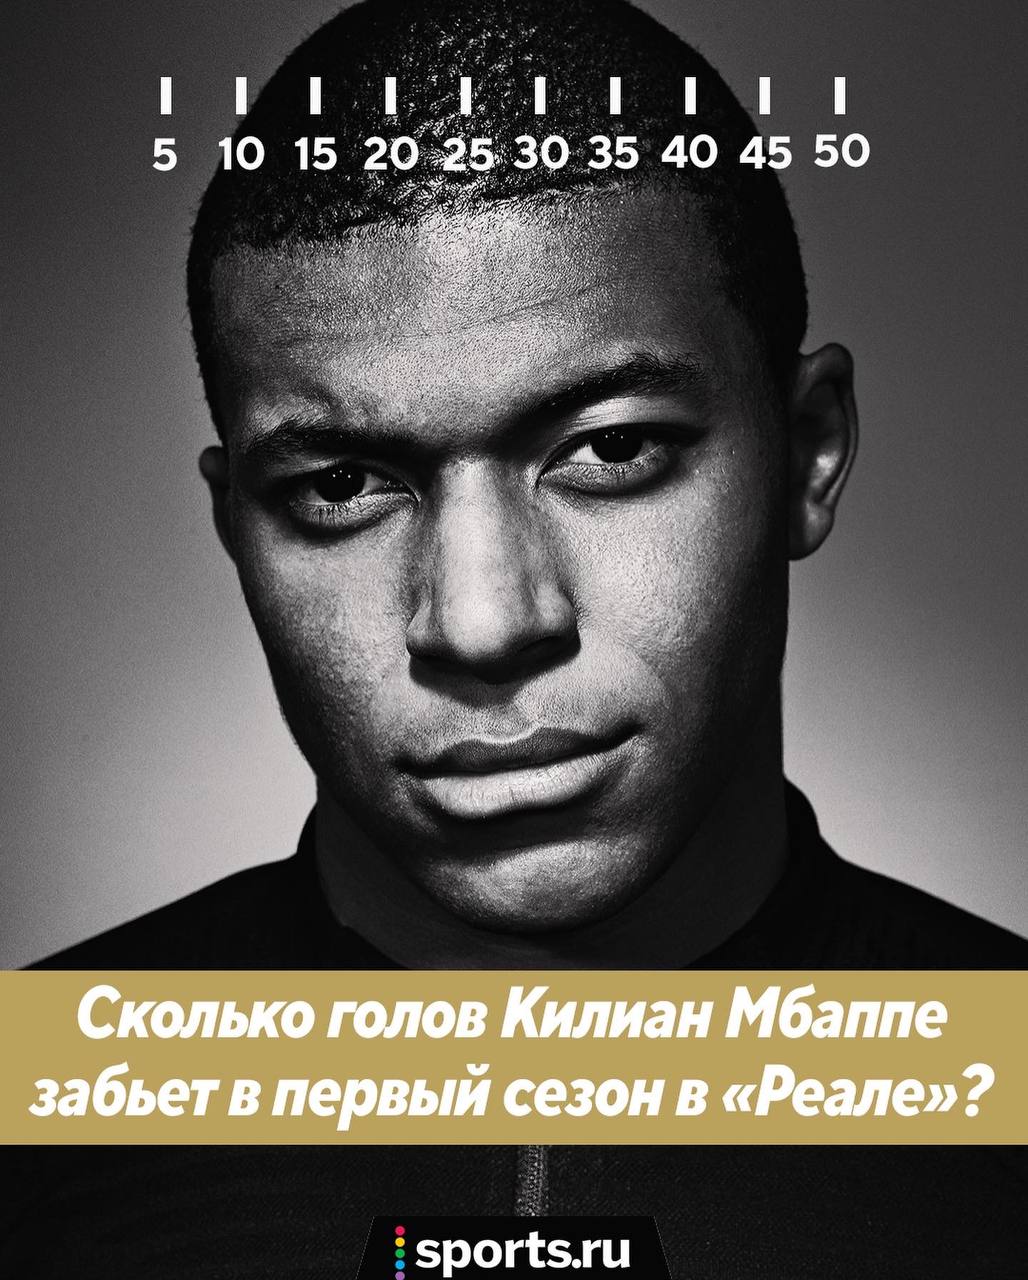 5 10 15 20 25 30 35 40 45 50
Сколько голов Килиан Мбаппе
забьет в первый сезон в «Реале»?
sports.ru